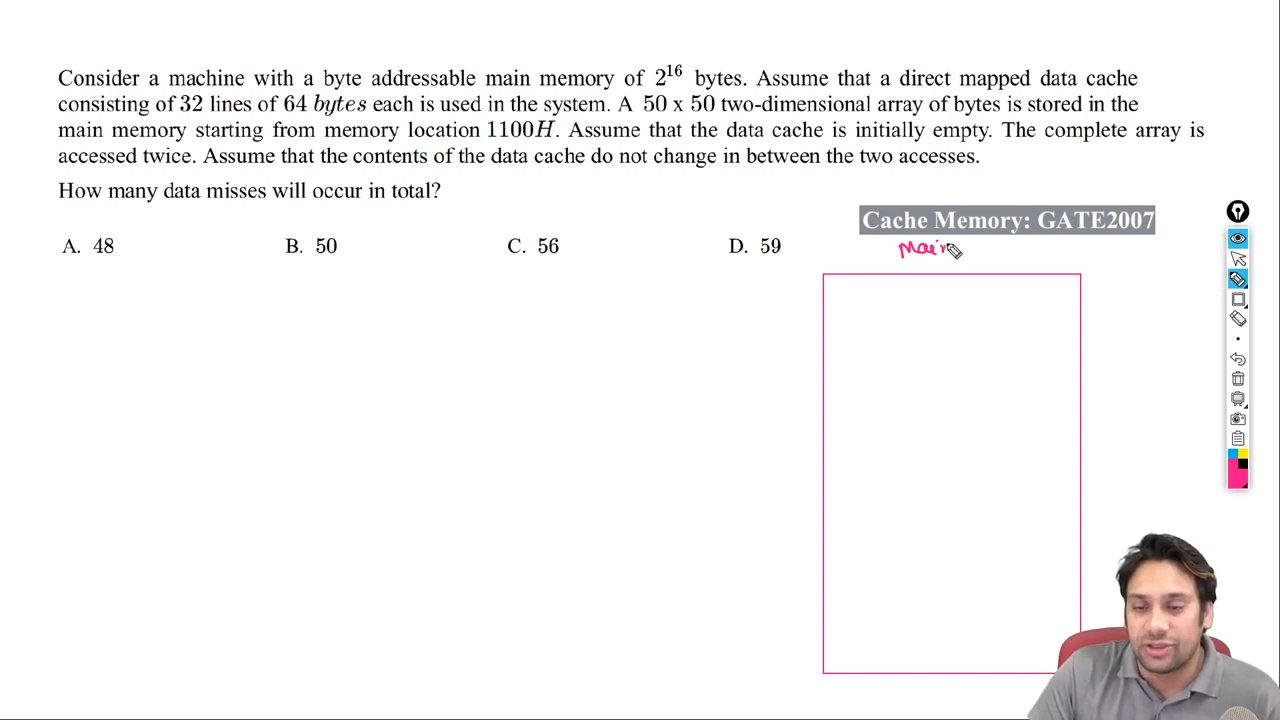 Consider a machine with a byte addressable main memory of 2^16 bytes. Assume that a direct mapped data cache
consisting of 32 lines of 64 bytes each is used in the system. A 50 x 50 two-dimensional array of bytes is stored in the
main memory starting from memory location 1100H. Assume that the data cache is initially empty. The complete array is
accessed twice. Assume that the contents of the data cache do not change in between the two accesses.
How many data misses will occur in total?
Cache Memory: GATE2007
A. 48 B. 50 C. 56 D. 59
Main